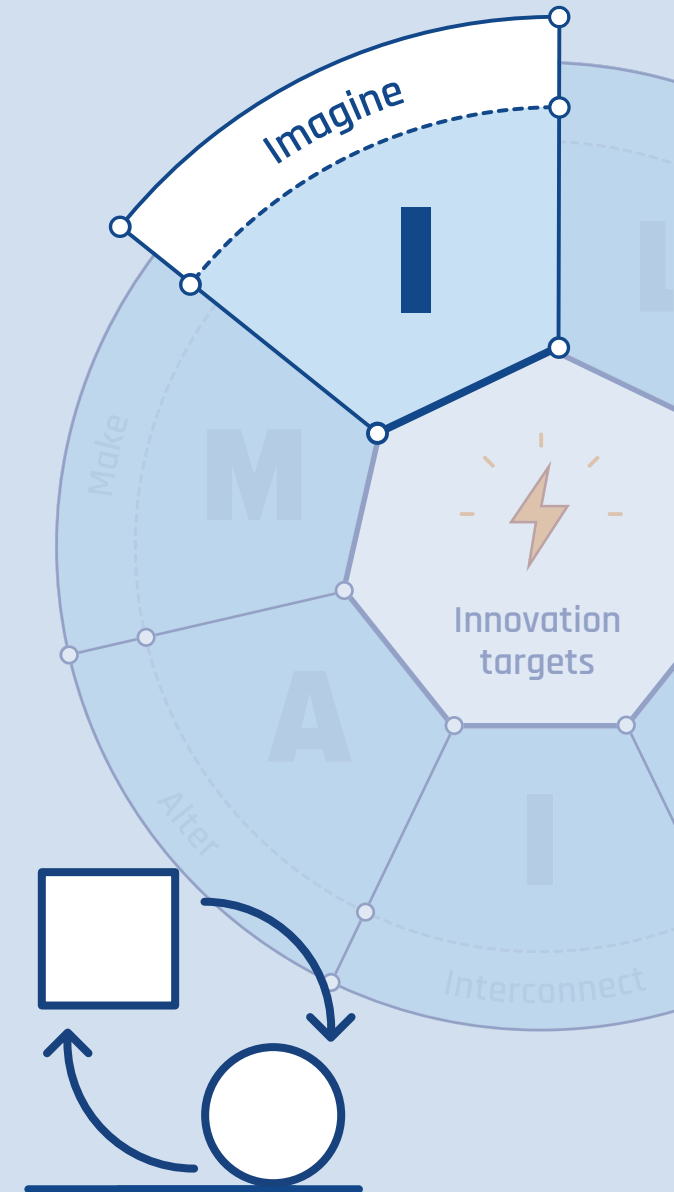 Imagine
I
L
Make
M
Innovation
targets
A
Alter
I
Interconnect